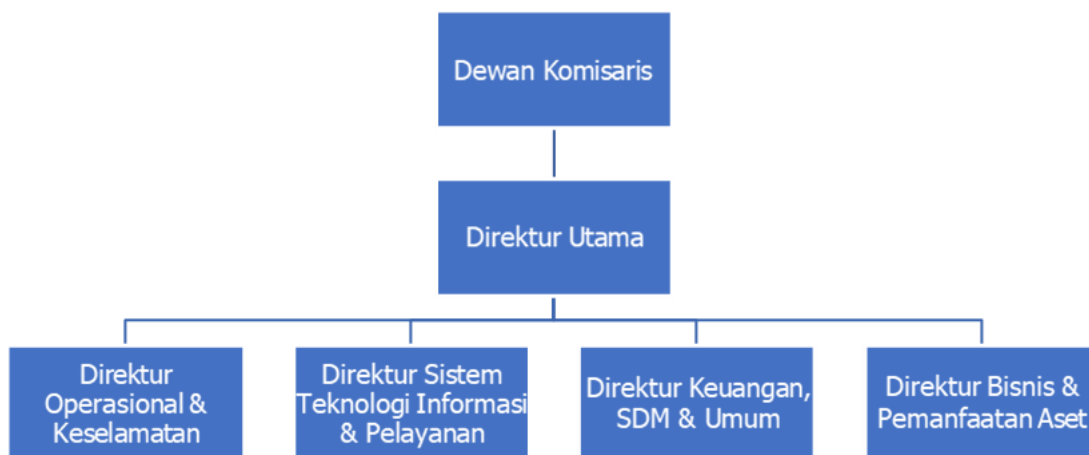 Dewan Komisaris
Direktur Utama
Direktur
Operasional &
Keselamatan
Direktur Sistem
Teknologi Informasi
& Pelayanan
Direktur Keuangan,
SDM & Umum
Direktur Bisnis &
Pemanfaatan Aset